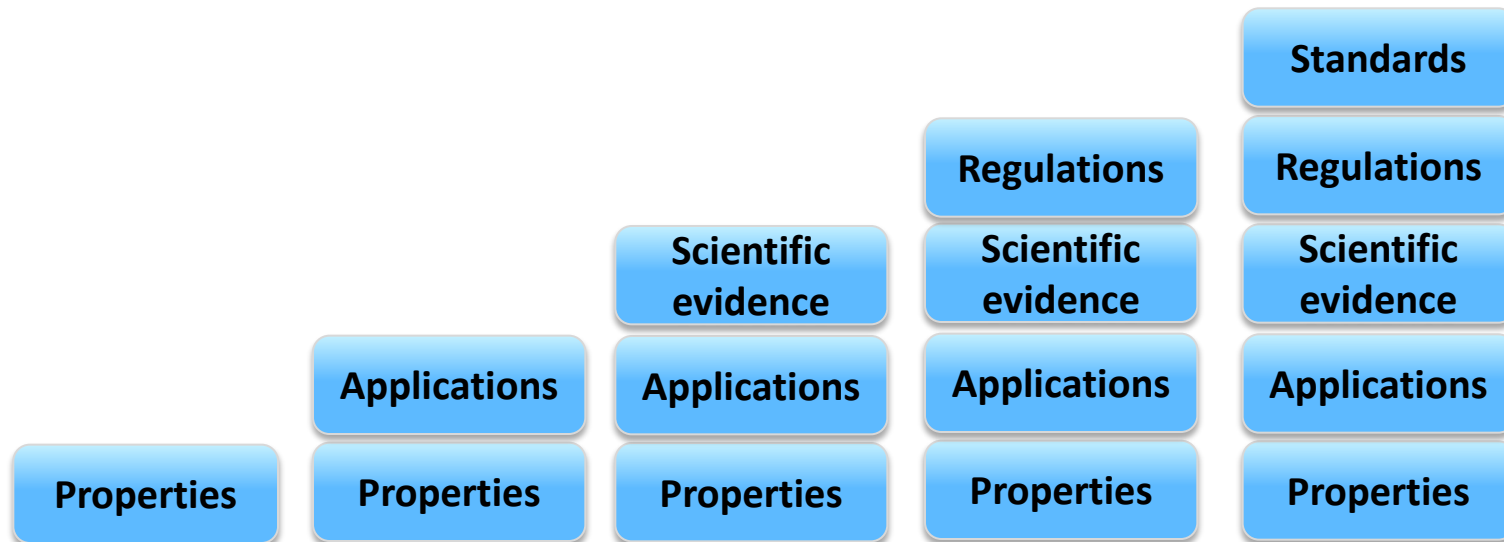 Standards
Regulations
Regulations
Scientific
evidence
Scientific
evidence
Scientific
evidence
Applications
Applications
Applications
Applications
Properties
Properties
Properties
Properties
Properties